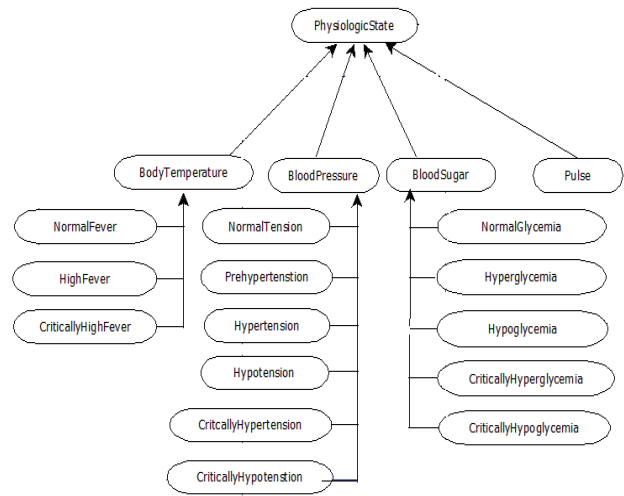 PhysiologicState
BodyTemperature
BloodPressure
BloodSugar
Pulse
NormalFever
HighFever
CriticallyHighFever
NormalTension
Prehypertenstion
Hypertension
Hypotension
CritcallyHypertension
CriticallyHypotenstion
NormalGlycemia
Hyperglycemia
Hypoglycemia
CriticallyHyperglycemia
CriticallyHypoglycemia